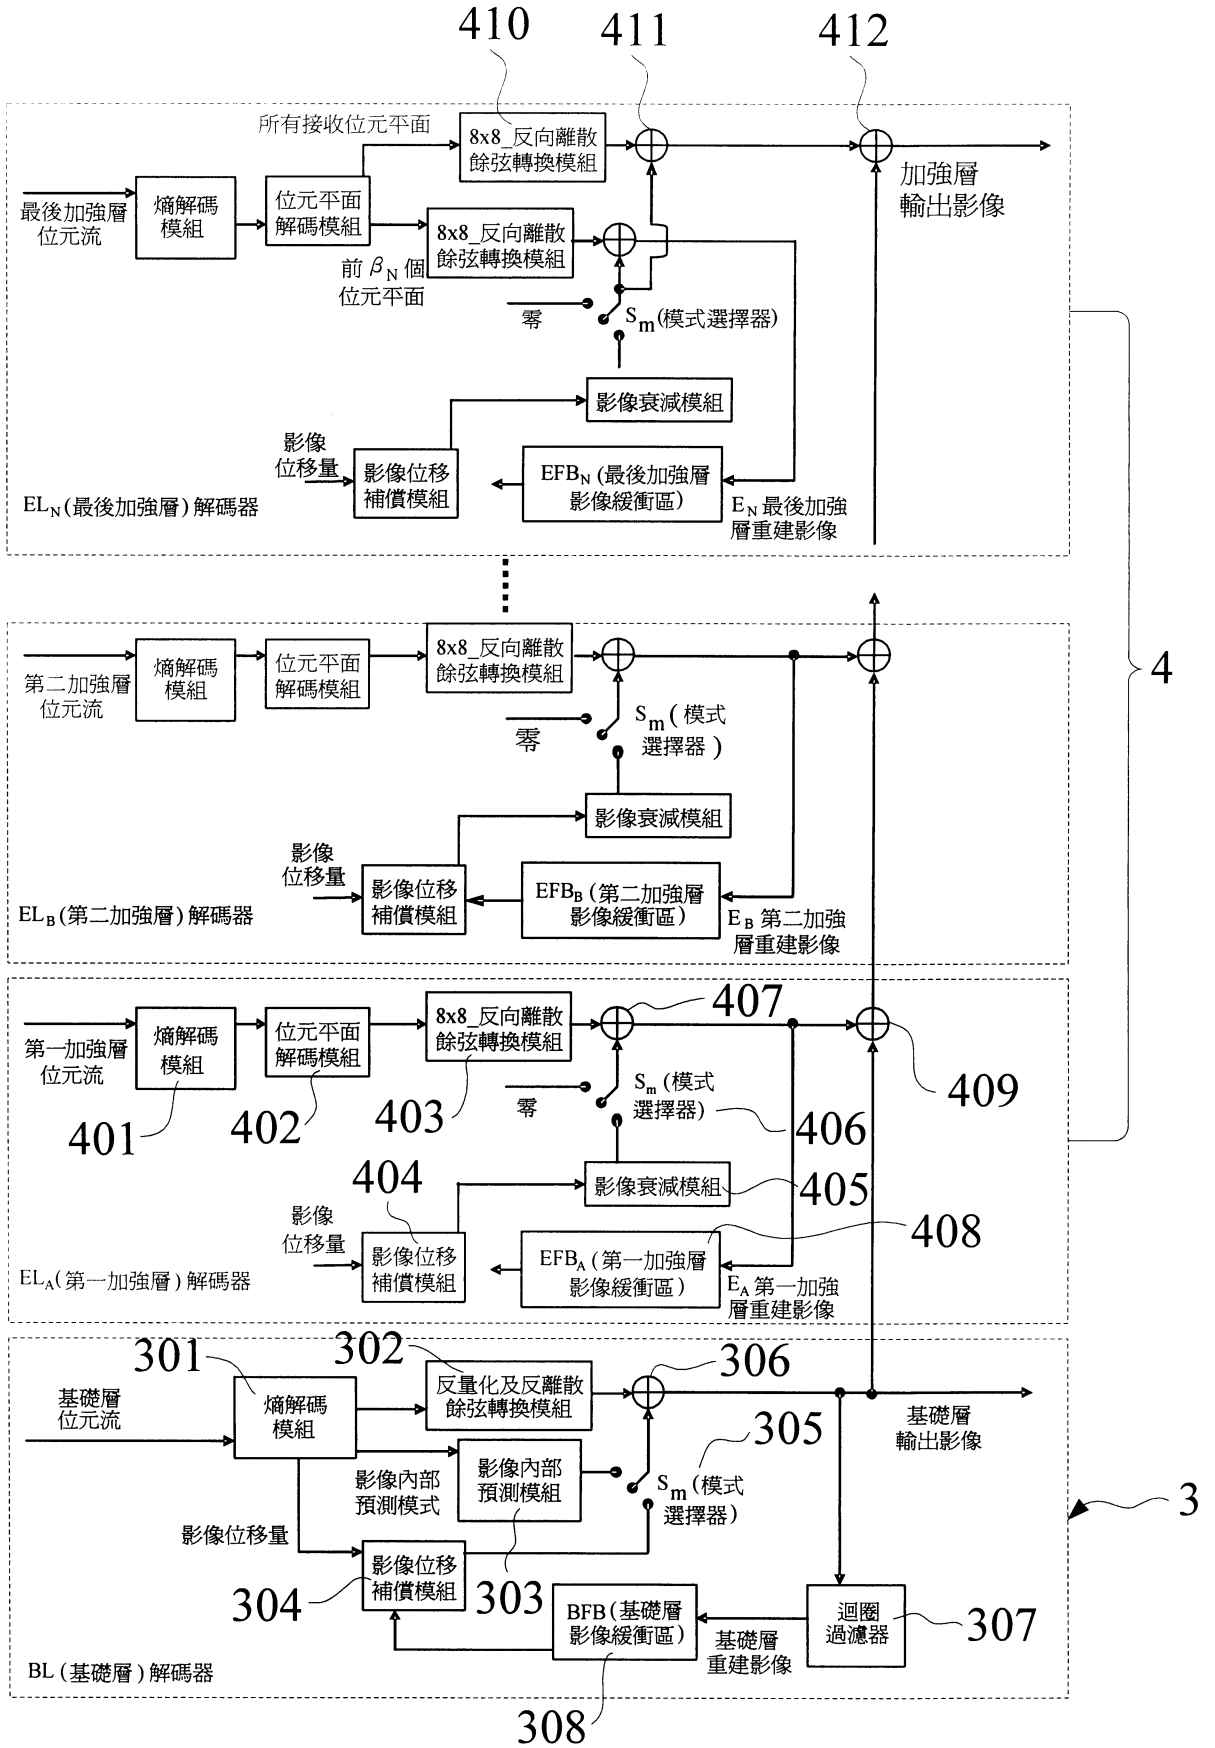 410
411
412
所有接收位元平面
8x8_反向離散
餘弦轉換模組
加強層
輸出影像
最後加強層
位元流
熵解碼
模組
位元平面
解碼模組
8x8_反向離散
餘弦轉換模組
前 βN 個
位元平面
零
Sm(模式選擇器)
影像衰減模組
影像
位移量
影像位移
補償模組
EFBN (最後加強層
影像緩衝區)
EN 最後加強
層重建影像
ELN (最後加強層) 解碼器
4
第二加強層
位元流
熵解碼
模組
位元平面
解碼模組
8x8_反向離散
餘弦轉換模組
零
Sm ( 模式
選擇器 )
影像衰減模組
影像
位移量
影像位移
補償模組
EFBB (第二加強層
影像緩衝區)
EB 第二加強
層重建影像
ELB (第二加強層) 解碼器
第一加強層
位元流
熵解碼
模組
401
位元平面
解碼模組
402
8x8_反向離散
餘弦轉換模組
403
407
409
零
Sm (模式
選擇器)
406
影像衰減模組
405
404
影像
位移量
影像位移
補償模組
EFBA (第一加強層
影像緩衝區)
408
EA 第一加強
層重建影像
ELA (第一加強層) 解碼器
301
302
306
基礎層
位元流
熵解碼
模組
反量化及反離散
餘弦轉換模組
基礎層
輸出影像
305
影像內部
預測模式
影像內部
預測模組
Sm (模式
選擇器)
3
影像位移量
影像位移
補償模組
304
303
BFB (基礎層
影像緩衝區)
基礎層
重建影像
迴圈
過濾器
307
BL (基礎層) 解碼器
308